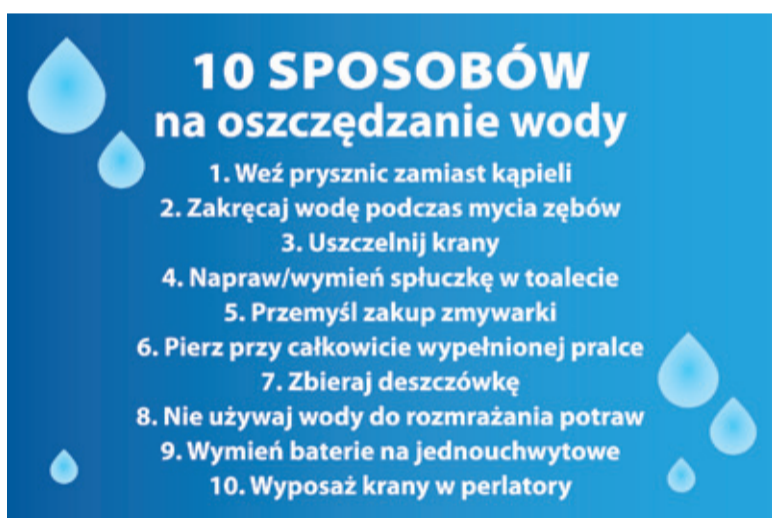 10 SPOSOBÓW
na oszczędzanie wody
1. Weź prysznic zamiast kąpieli
2. Zakręcaj wodę podczas mycia zębów
3. Uszczelnij krany
4. Napraw/wymień spłuczkę w toalecie
5. Przemyśl zakup zmywarki
6. Pierz przy całkowicie wypełnionej pralce
7. Zbieraj deszczówkę
8. Nie używaj wody do rozmrażania potraw
9. Wymień baterie na jednouchwytowe
10. Wyposaż krany w perlatory